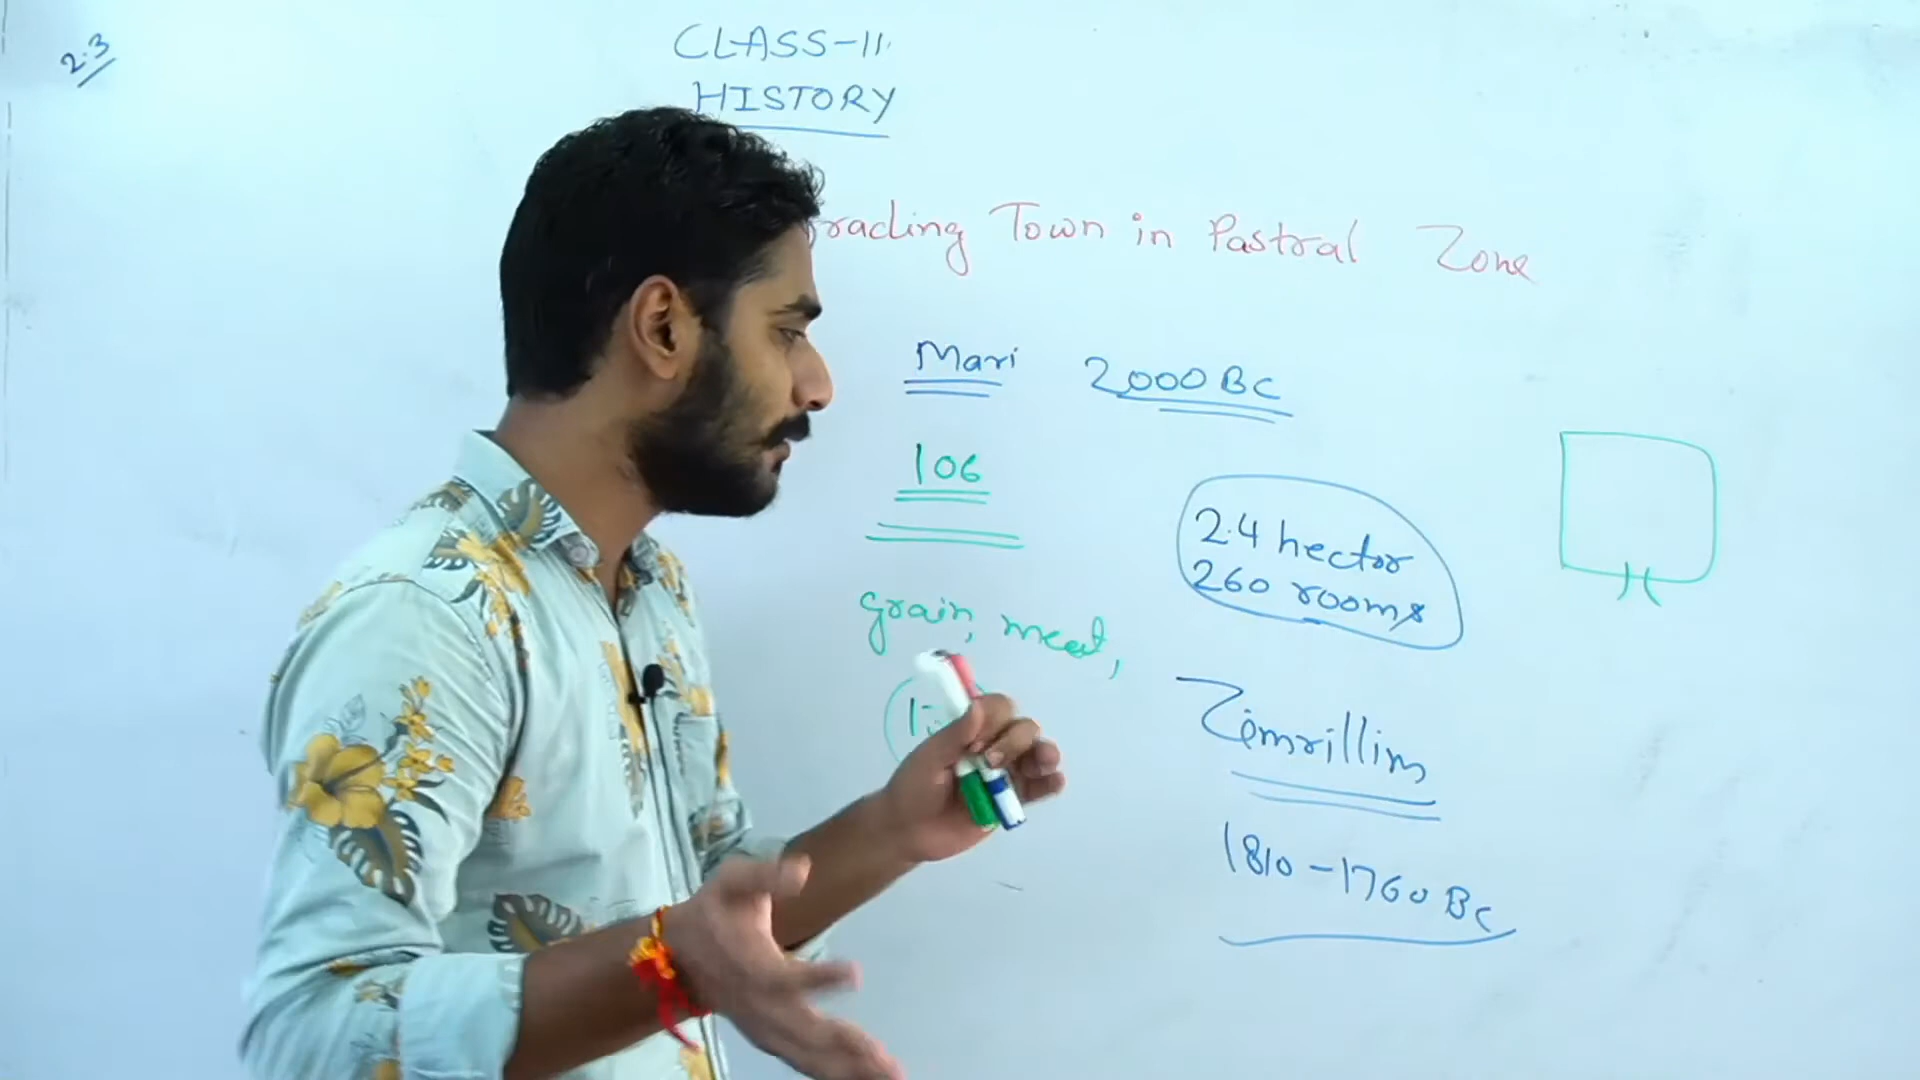 2.3
CLASS-11
HISTORY
Trading Town in Pastral Zone
Mari 2000 BC
106
2.4 hector
260 rooms
grain, meat,
Zimrillim
1810-1760 BC